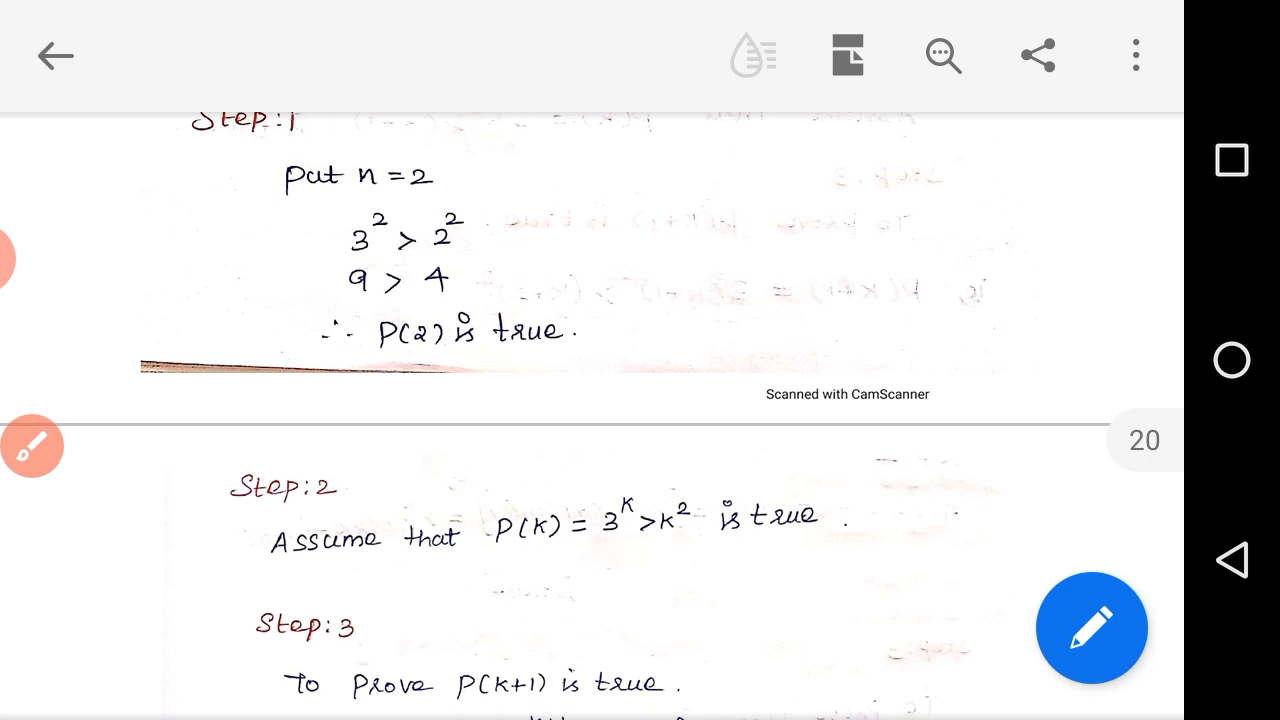 Step:1
Put n = 2
3² > 2²
9 > 4
∴ P(2) is true.
Scanned with CamScanner
20
Step:2
Assume that P(K) = 3ᴷ > K² is true.
Step:3
To Prove P(K+1) is true.